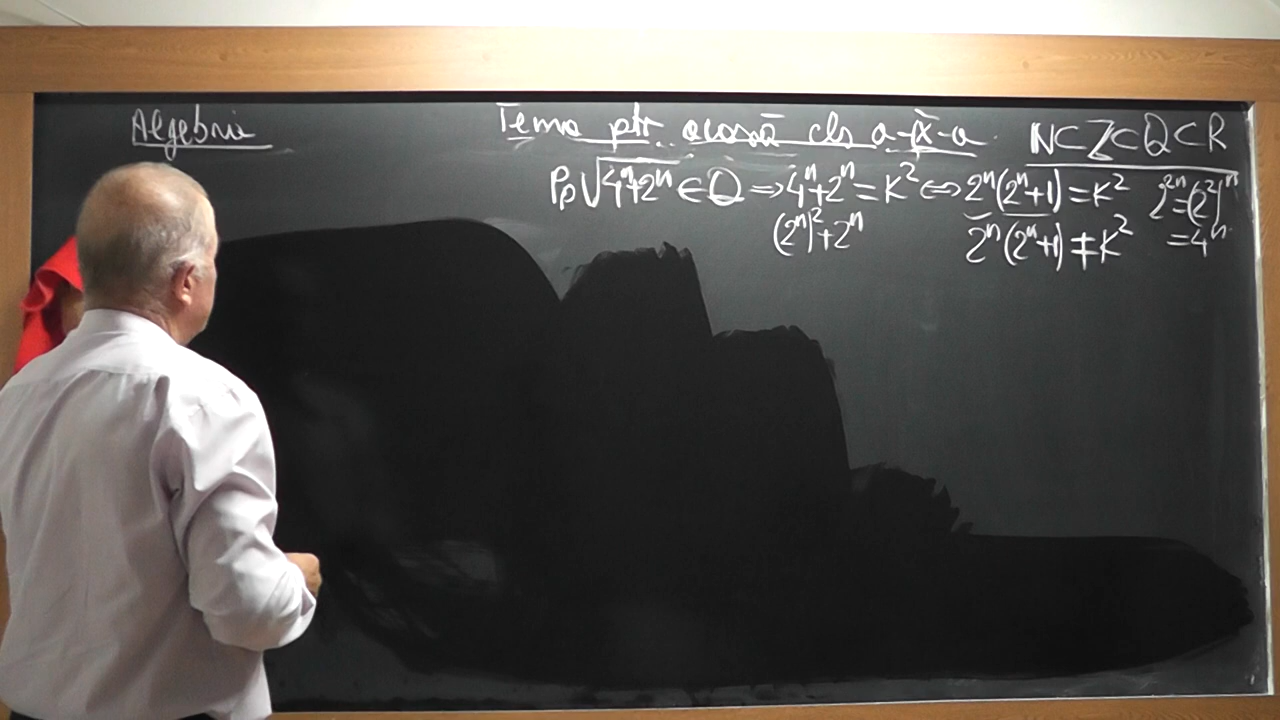 Algebra
Tema ptr. acasă cls a-IX-a
N⊂Z⊂Q⊂R
Pp √(4ⁿ+2ⁿ) ∈ Q ⇒ 4ⁿ+2ⁿ = K² ⇔ 2ⁿ(2ⁿ+1) = K²
(2ⁿ)²+2ⁿ
2ⁿ(2ⁿ+1) ≠ K²
2²ⁿ=(2²)ⁿ
=4ⁿ